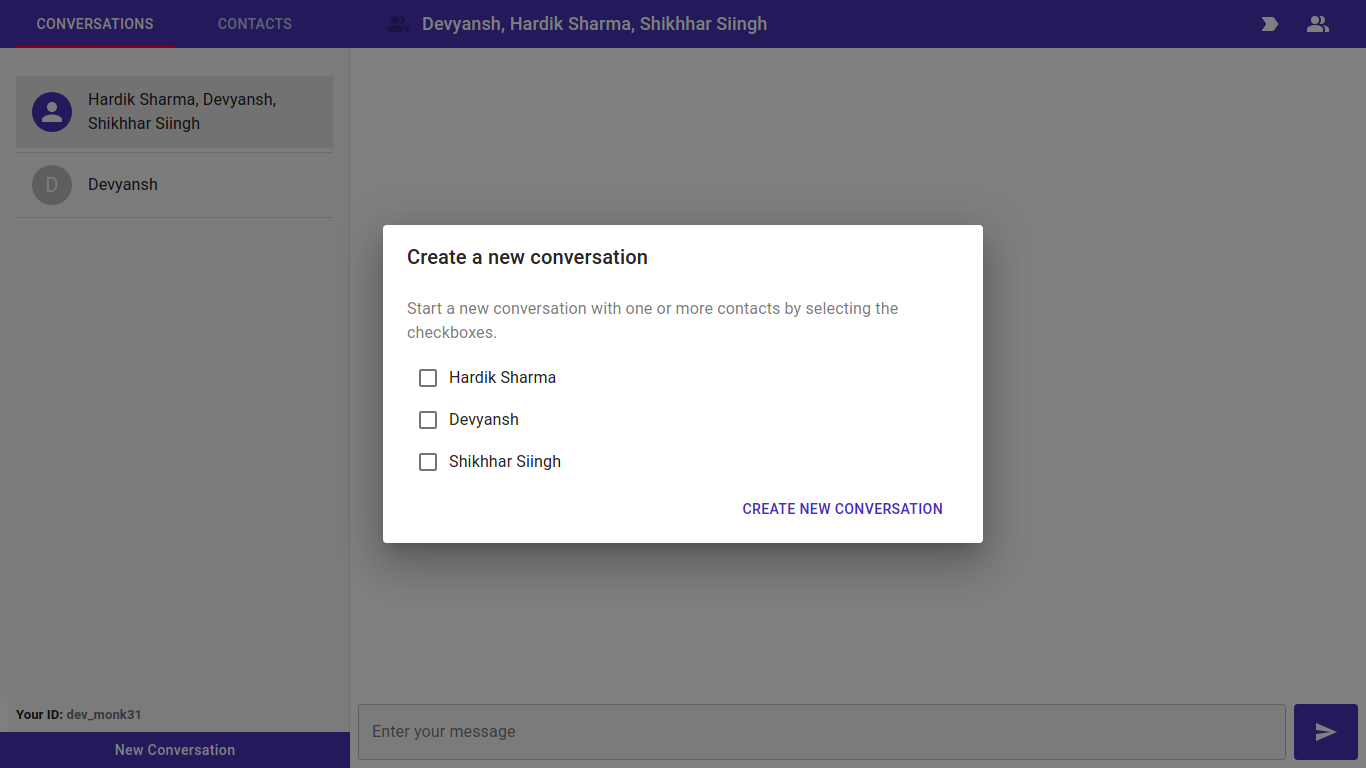 CONVERSATIONS
CONTACTS
Devyansh, Hardik Sharma, Shikhhar Siingh
Hardik Sharma, Devyansh,
Shikhhar Siingh
D
Devyansh
Create a new conversation
Start a new conversation with one or more contacts by selecting the
checkboxes.
Hardik Sharma
Devyansh
Shikhhar Siingh
CREATE NEW CONVERSATION
Your ID: dev_monk31
New Conversation
Enter your message